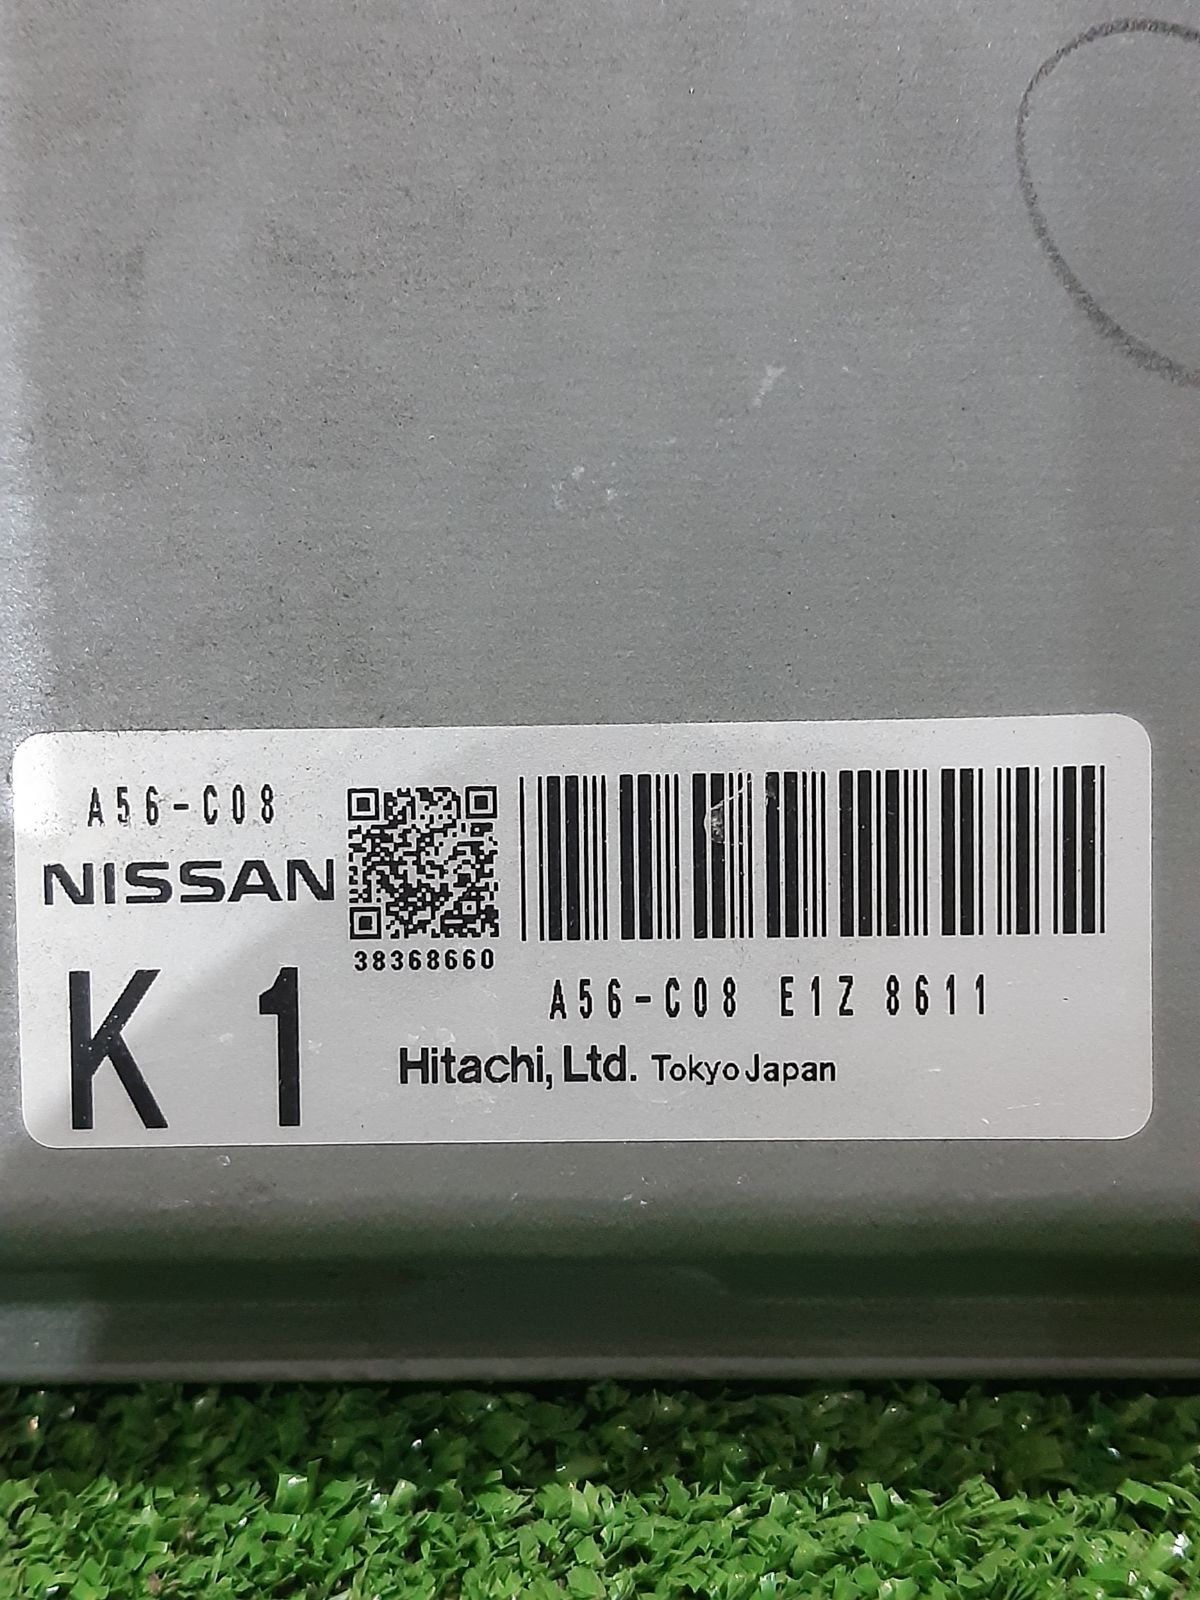 A56-C08
NISSAN
38368660
K 1
A56-C08 E1Z 8611
Hitachi, Ltd. Tokyo Japan